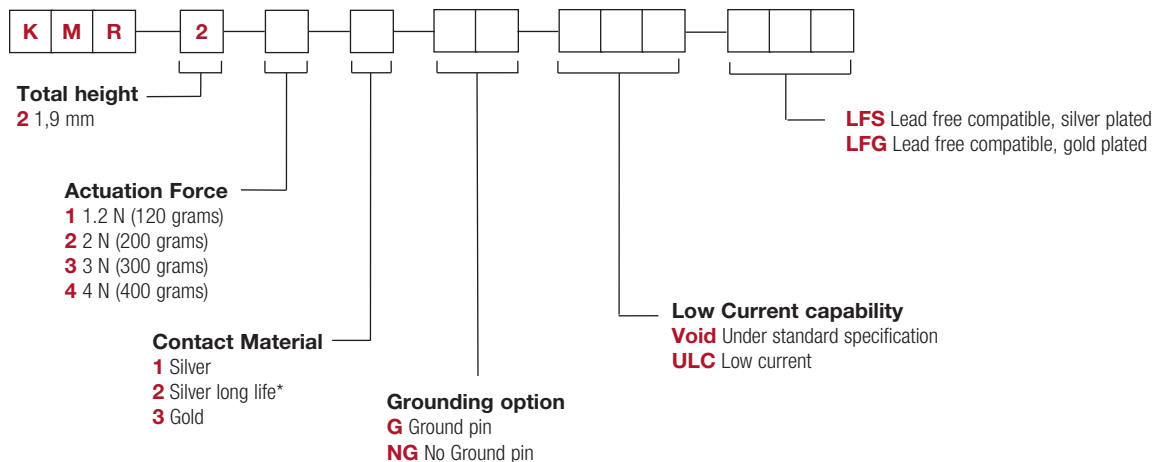 K M R 2
Total height
2 1,9 mm
LFS Lead free compatible, silver plated
LFG Lead free compatible, gold plated
Actuation Force
1 1.2 N (120 grams)
2 2 N (200 grams)
3 3 N (300 grams)
4 4 N (400 grams)
Low Current capability
Void Under standard specification
ULC Low current
Contact Material
1 Silver
2 Silver long life*
3 Gold
Grounding option
G Ground pin
NG No Ground pin